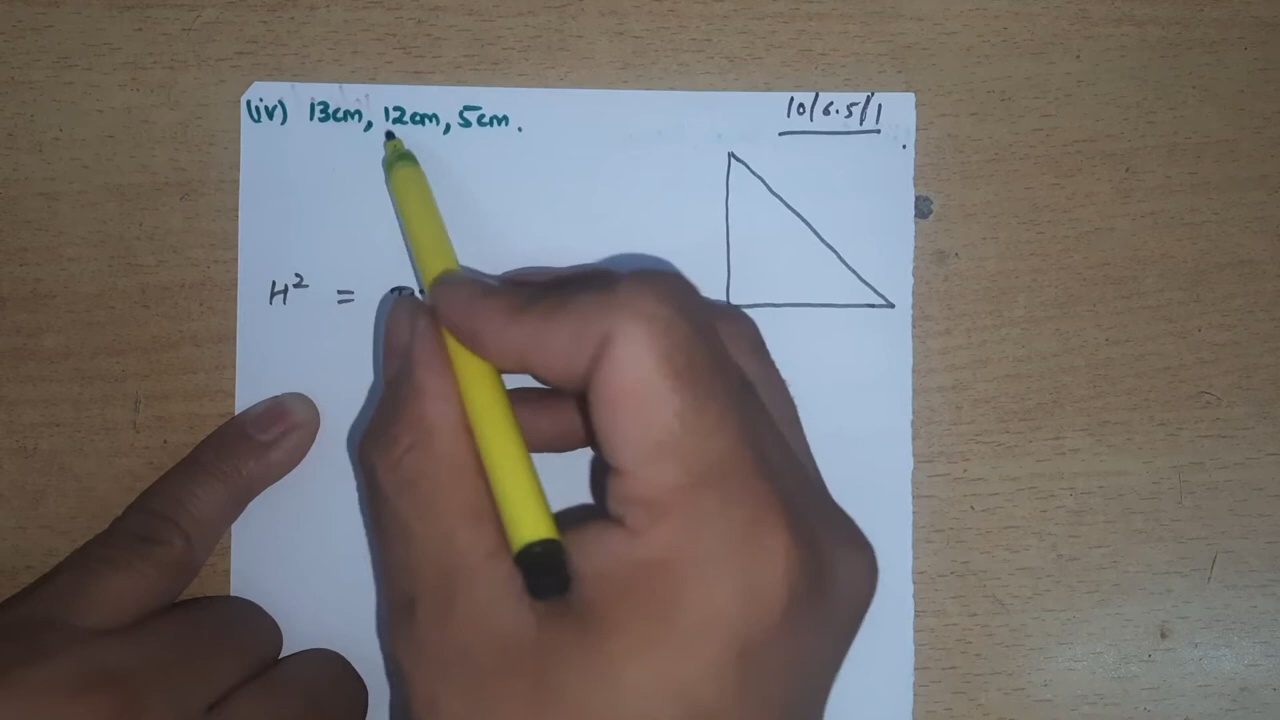 (iv) 13cm, 12cm, 5cm.
10/6.5/1
H² =